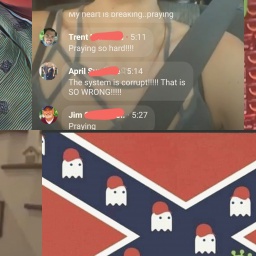 My heart is breaking..praying
Trent · 5:11
Praying so hard!!!!
April S · 5:14
The system is corrupt!!!!! That is
SO WRONG!!!!!
Jim · 5:27
Praying